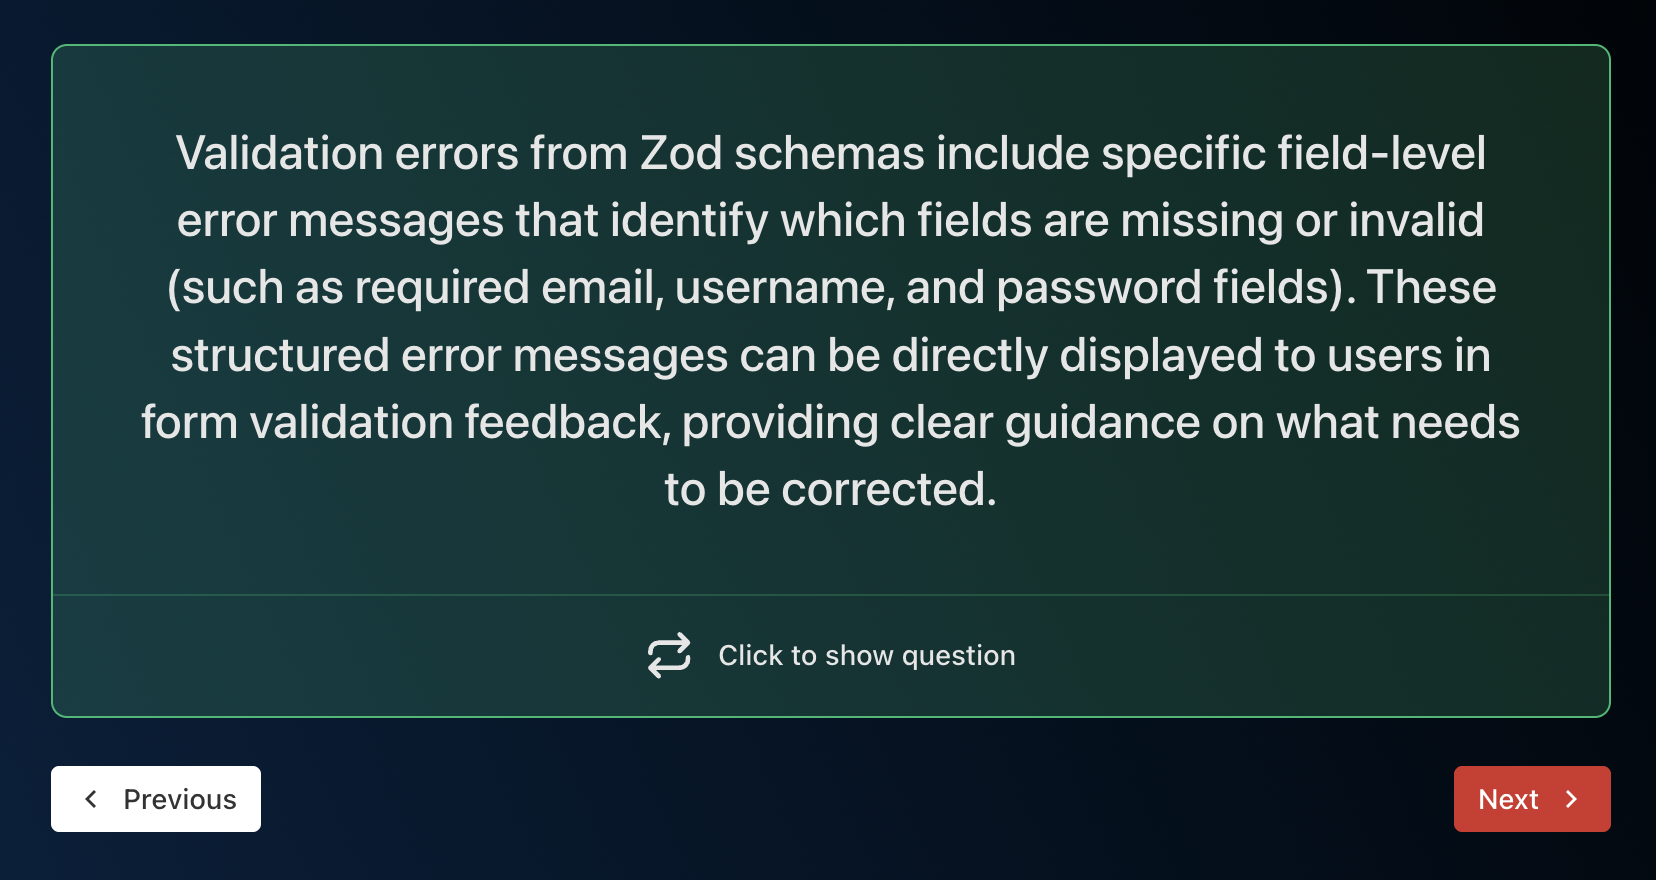 Validation errors from Zod schemas include specific field-level
error messages that identify which fields are missing or invalid
(such as required email, username, and password fields). These
structured error messages can be directly displayed to users in
form validation feedback, providing clear guidance on what needs
to be corrected.
Click to show question
Previous
Next